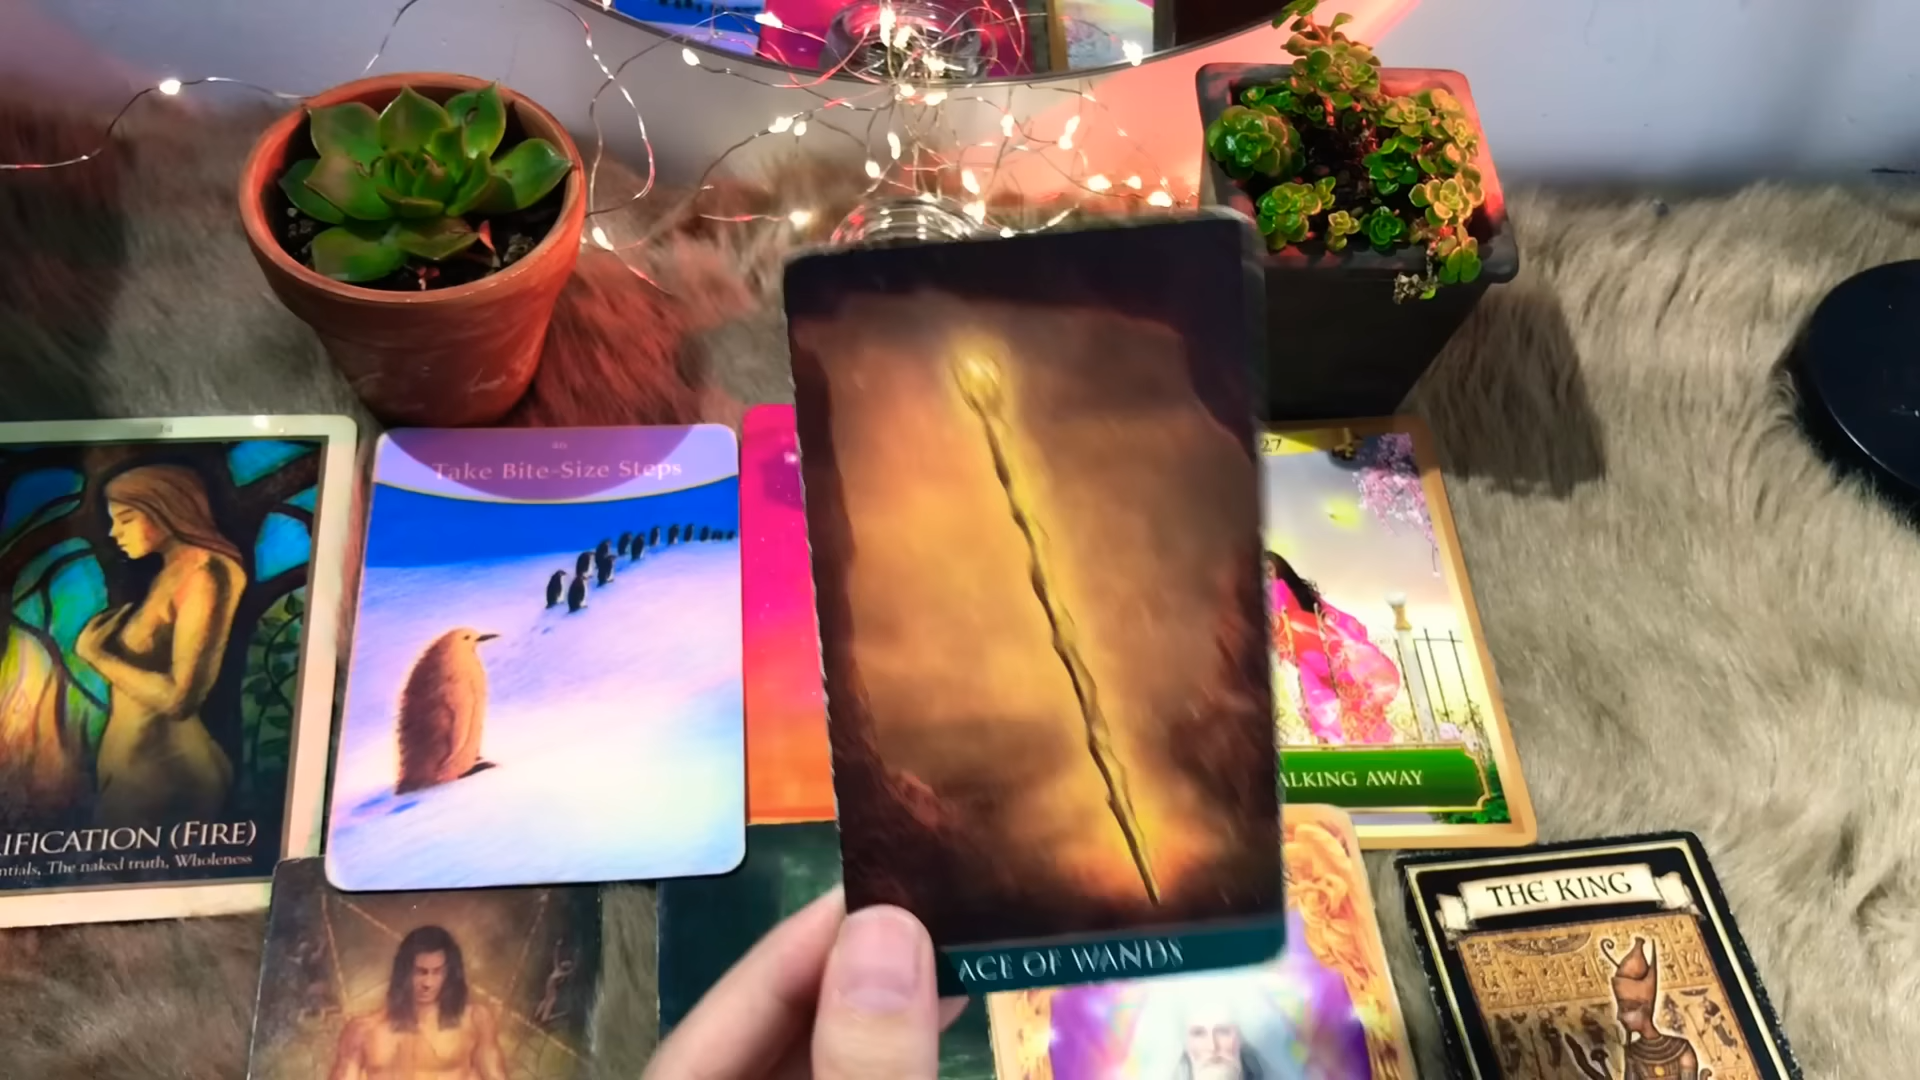 46
Take Bite-Size Steps
27
ALKING AWAY
IFICATION (FIRE)
ntials, The naked truth, Wholeness
THE KING
ACE OF WANDS